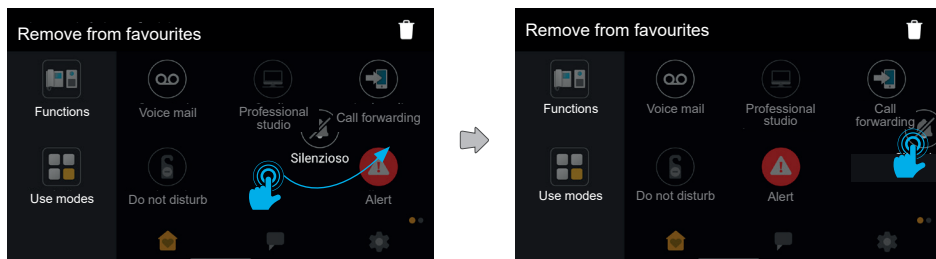 Remove from favourites
Functions
Voice mail
Professional
studio
Call forwarding
Silenzioso
Use modes
Do not disturb
Alert
Remove from favourites
Functions
Voice mail
Professional
studio
Call
forwarding
Use modes
Do not disturb
Alert